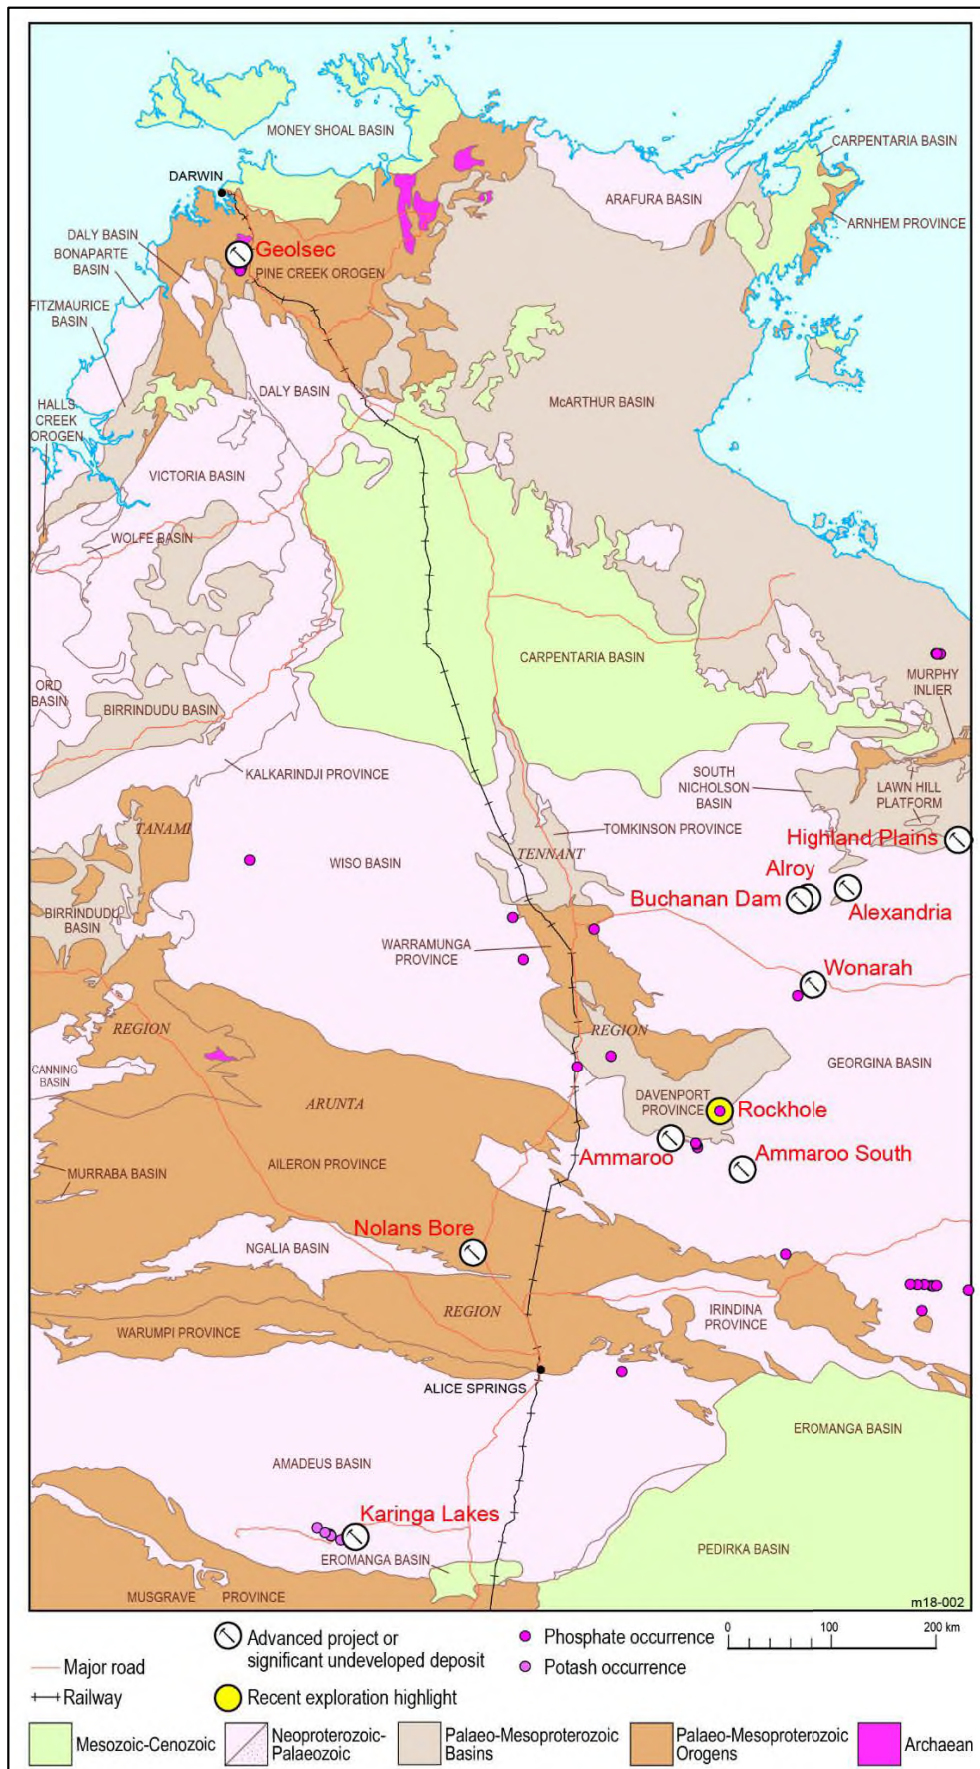 MONEY SHOAL BASIN
CARPENTARIA BASIN
DARWIN
ARAFURA BASIN
ARNHEM PROVINCE
DALY BASIN
BONAPARTE
BASIN
Geolsec
PINE CREEK OROGEN
FITZMAURICE
BASIN
DALY BASIN
HALLS
CREEK
OROGEN
McARTHUR BASIN
VICTORIA BASIN
WOLFE BASIN
CARPENTARIA BASIN
MURPHY
INLIER
ORD
BASIN
BIRRINDUDU BASIN
KALKARINDJI PROVINCE
SOUTH
NICHOLSON
BASIN
LAWN HILL
PLATFORM
TANAMI
TOMKINSON PROVINCE
Highland Plains
WISO BASIN
TENNANT
Alroy
Buchanan Dam
Alexandria
BIRRINDUDU
BASIN
WARRAMUNGA
PROVINCE
Wonarah
REGION
REGION
GEORGINA BASIN
CANNING
BASIN
ARUNTA
DAVENPORT
PROVINCE
Rockhole
Ammaroo
Ammaroo South
AILERON PROVINCE
MURRABA BASIN
Nolans Bore
NGALIA BASIN
REGION
IRINDINA
PROVINCE
WARUMPI PROVINCE
ALICE SPRINGS
EROMANGA BASIN
AMADEUS BASIN
Karinga Lakes
EROMANGA BASIN
PEDIRKA BASIN
MUSGRAVE PROVINCE
m18-002
Advanced project or
significant undeveloped deposit
Phosphate occurrence
0 100 200 km
Major road
Potash occurrence
Railway
Recent exploration highlight
Mesozoic-Cenozoic
Neoproterozoic-
Palaeozoic
Palaeo-Mesoproterozoic
Basins
Palaeo-Mesoproterozoic
Orogens
Archaean